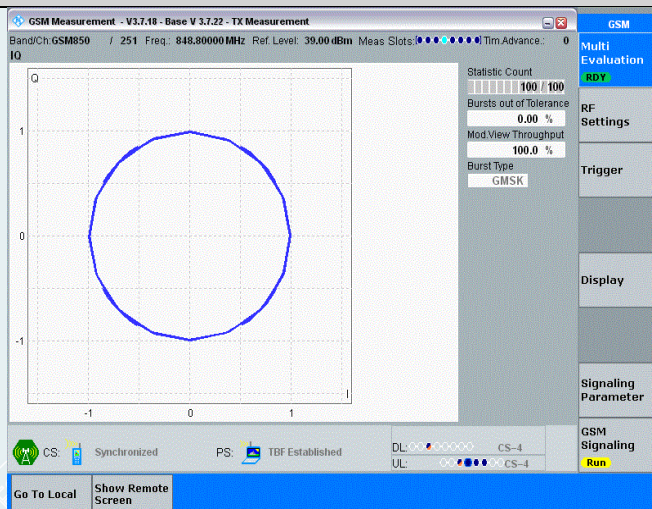 GSM Measurement - V3.7.18 - Base V 3.7.22 - TX Measurement
GSM
Band/Ch:GSM850 / 251 Freq.: 848.80000 MHz Ref. Level: 39.00 dBm Meas Slots: Tim.Advance.: 0
IQ
Multi
Evaluation
RDY
Q
1
0
-1
I
-1 0 1
Statistic Count
100 / 100
Bursts out of Tolerance
0.00 %
Mod.View Throughput
100.0 %
Burst Type
GMSK
RF
Settings
Trigger
Display
Signaling
Parameter
GSM
Signaling
Run
CS: Synchronized
PS: TBF Established
DL: CS-4
UL: CS-4
Go To Local
Show Remote
Screen